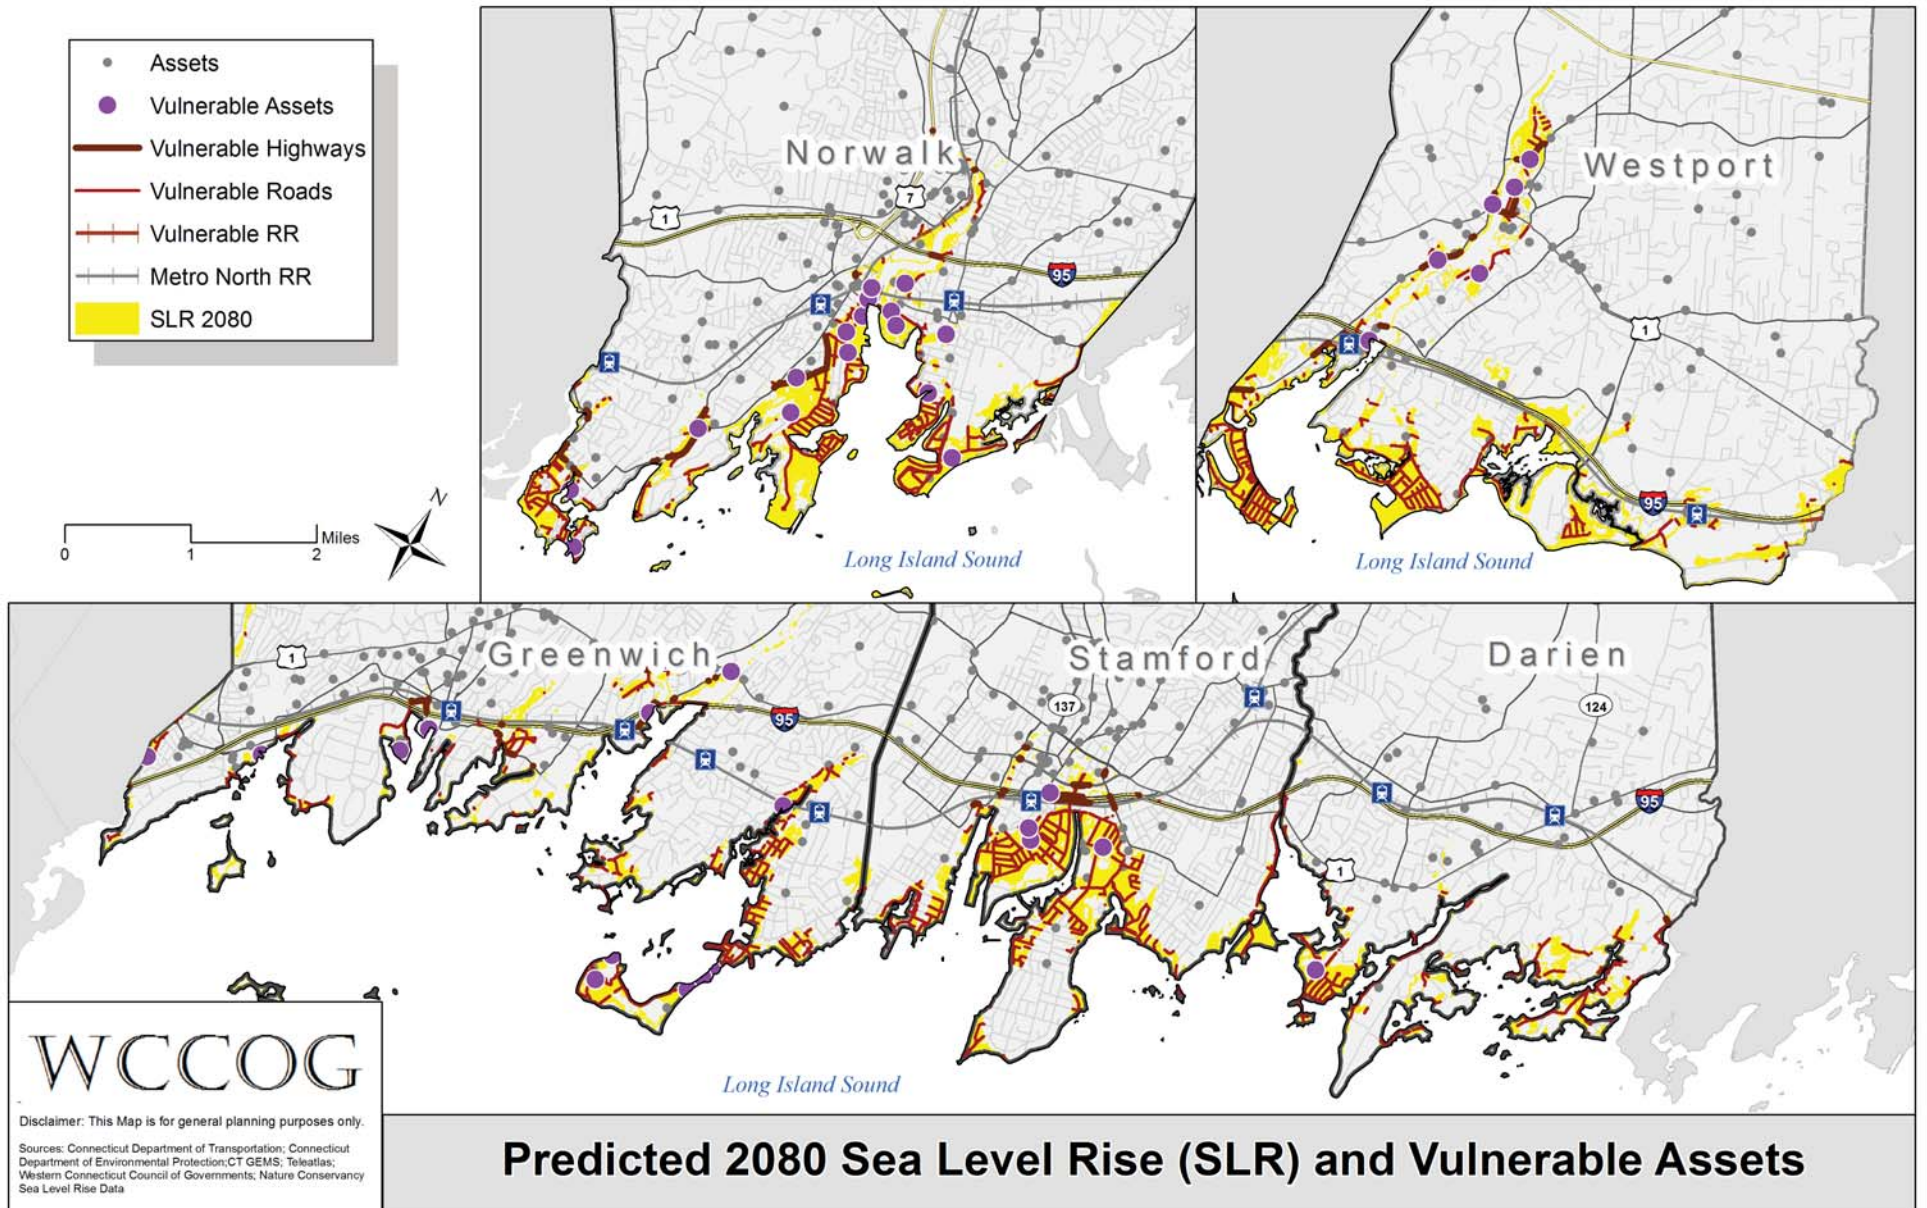 Assets
Vulnerable Assets
Vulnerable Highways
Vulnerable Roads
Vulnerable RR
Metro North RR
SLR 2080
N
Miles
0 1 2
Norwalk
7
1
95
Long Island Sound
Westport
1
95
Long Island Sound
Greenwich
Stamford
Darien
1
137
124
95
95
1
Long Island Sound
WCCOG
Disclaimer: This Map is for general planning purposes only.
Sources: Connecticut Department of Transportation; Connecticut
Department of Environmental Protection;CT GEMS; Teleatlas;
Western Connecticut Council of Governments; Nature Conservancy
Sea Level Rise Data
Predicted 2080 Sea Level Rise (SLR) and Vulnerable Assets